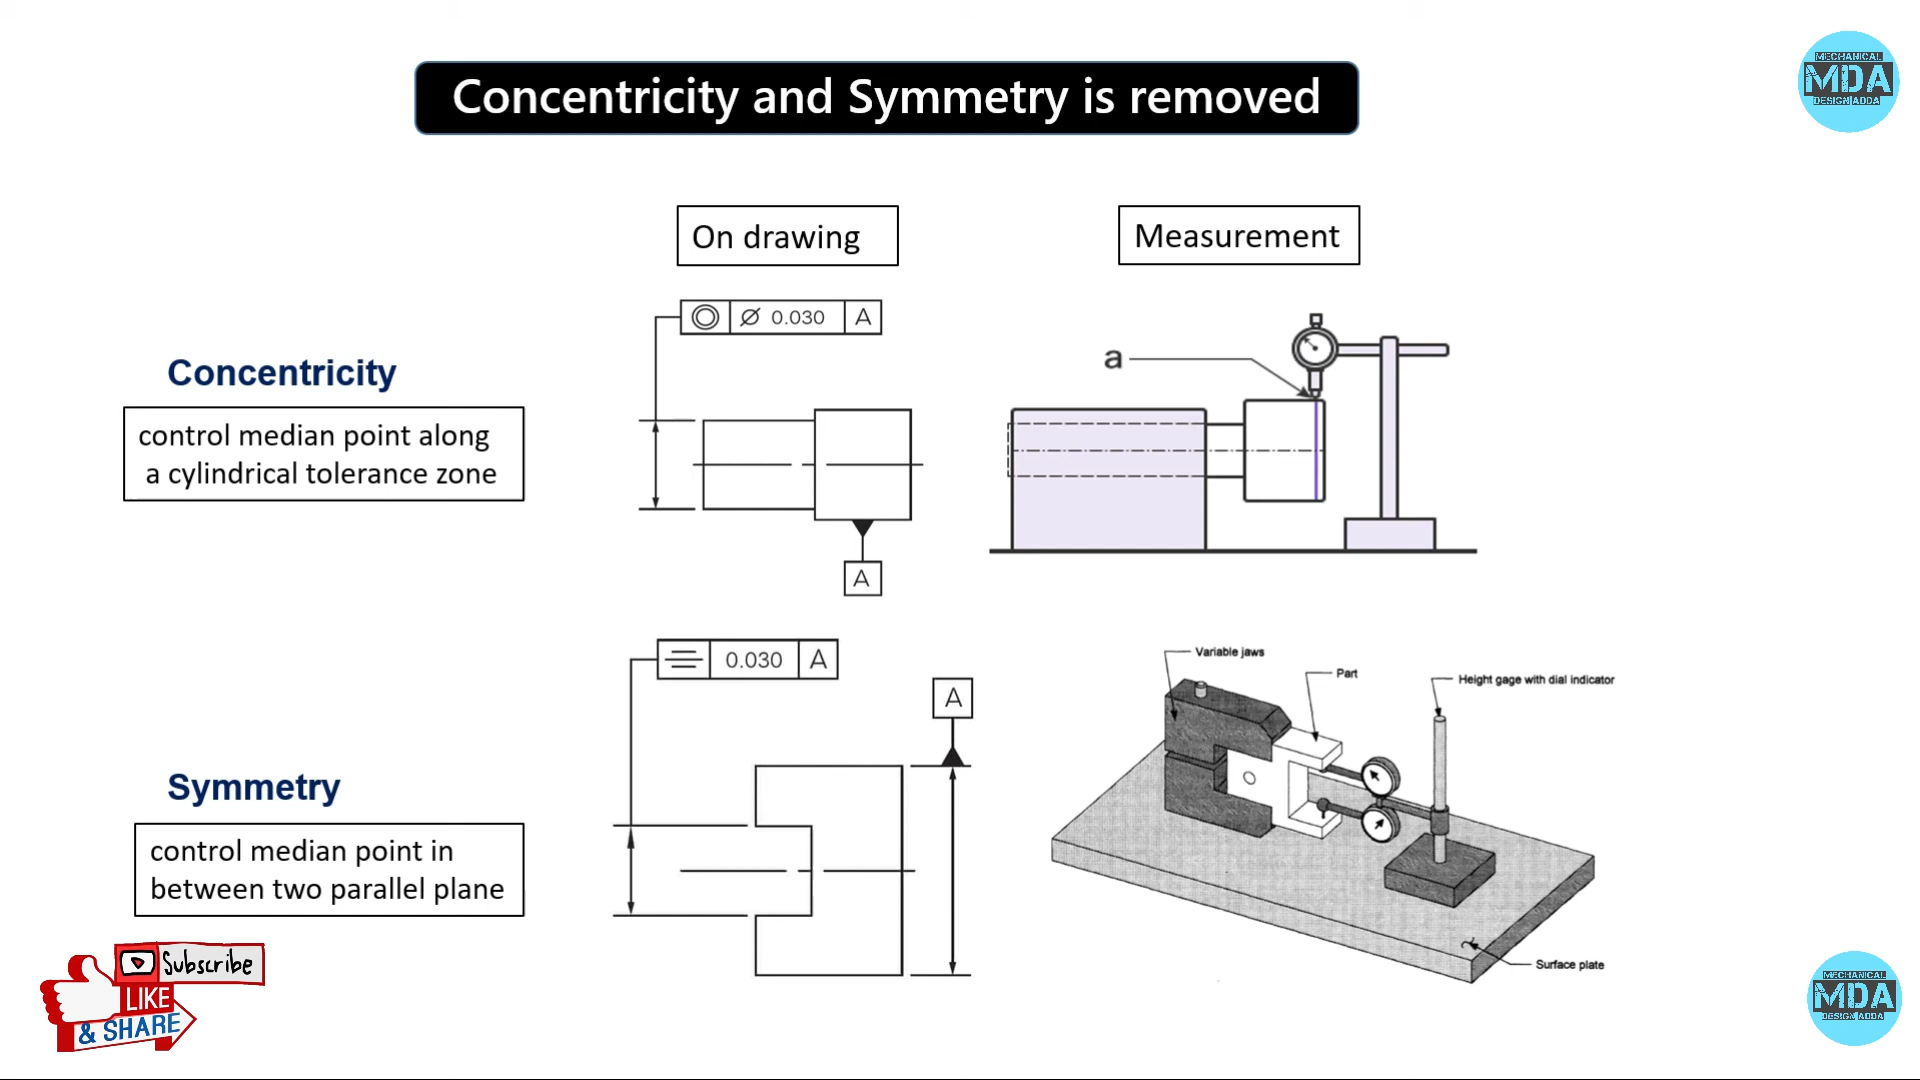 Concentricity and Symmetry is removed
MECHANICAL
MDA
DESIGN ADDA
On drawing
Measurement
⌀ 0.030 A
a
Concentricity
control median point along
a cylindrical tolerance zone
A
0.030 A
A
Variable jaws
Part
Height gage with dial indicator
Symmetry
control median point in
between two parallel plane
Surface plate
Subscribe
LIKE
& SHARE
MECHANICAL
MDA
DESIGN ADDA